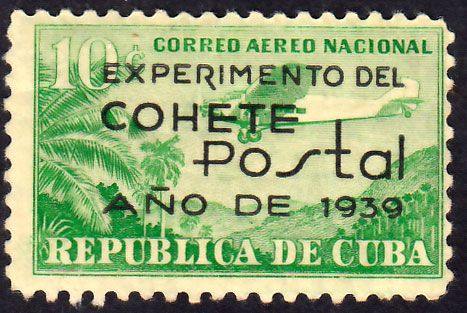 10¢ CORREO AEREO NACIONAL
EXPERIMENTO DEL
COHETE
Postal
AÑO DE 1939
REPUBLICA DE CUBA